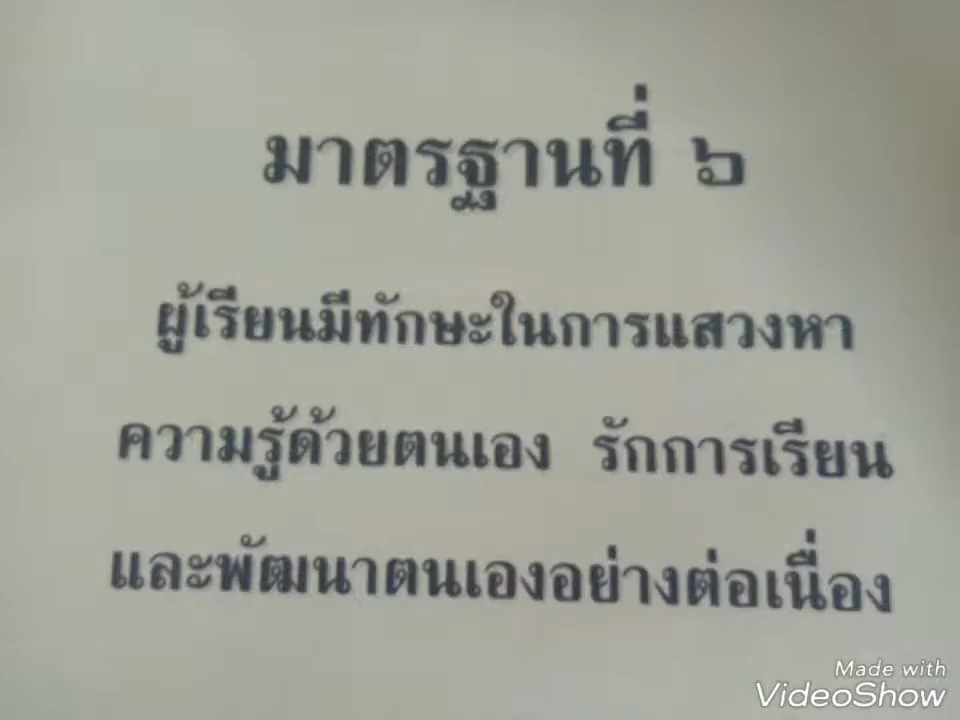 มาตรฐานที่ ๖
ผู้เรียนมีทักษะในการแสวงหา
ความรู้ด้วยตนเอง รักการเรียน
และพัฒนาตนเองอย่างต่อเนื่อง
Made with
VideoShow